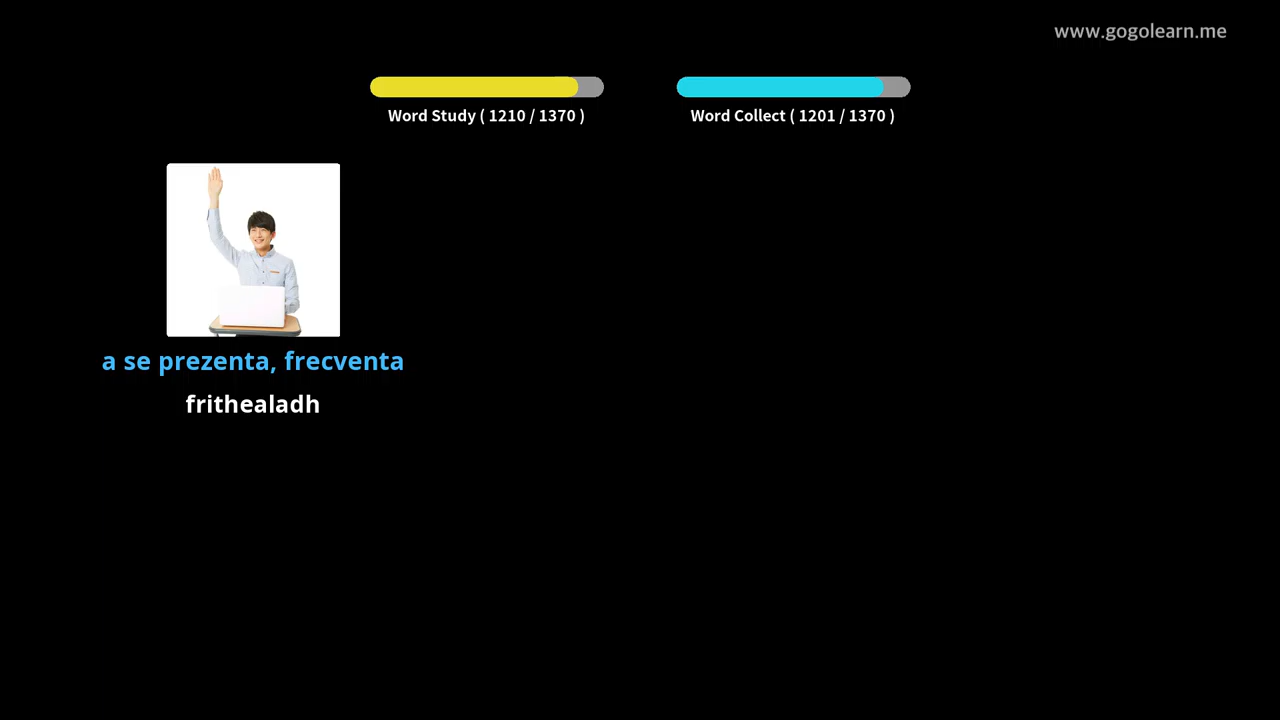 www.gogolearn.me
Word Study ( 1210 / 1370 )
Word Collect ( 1201 / 1370 )
a se prezenta, frecventa
frithealadh